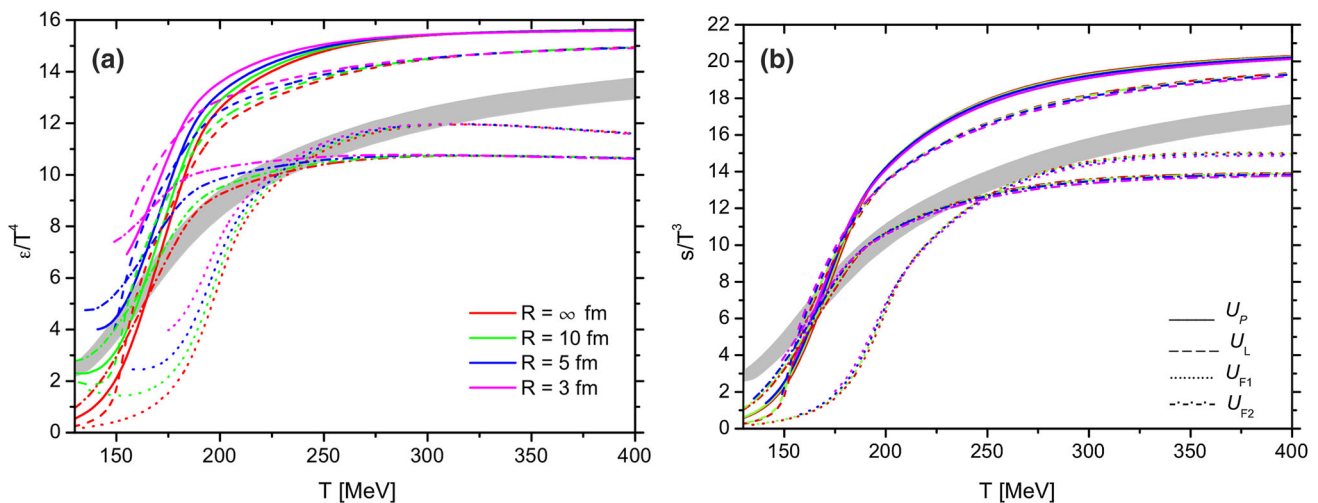 (a)
16
14
12
10
8
6
4
2
0
ε/T⁴
150 200 250 300 350 400
T [MeV]
R = ∞ fm
R = 10 fm
R = 5 fm
R = 3 fm
(b)
22
20
18
16
14
12
10
8
6
4
2
0
s/T³
150 200 250 300 350 400
T [MeV]
U_P
U_L
U_F1
U_F2